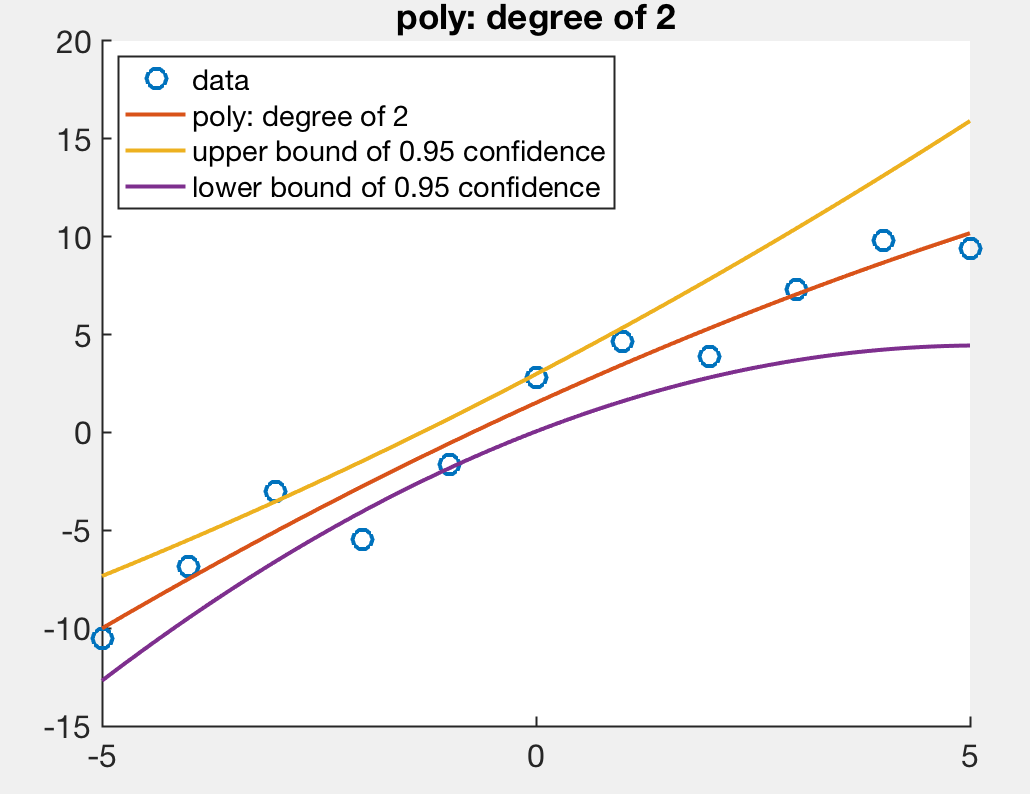 poly: degree of 2
20
15
10
5
0
-5
-10
-15
data
poly: degree of 2
upper bound of 0.95 confidence
lower bound of 0.95 confidence
-5 0 5